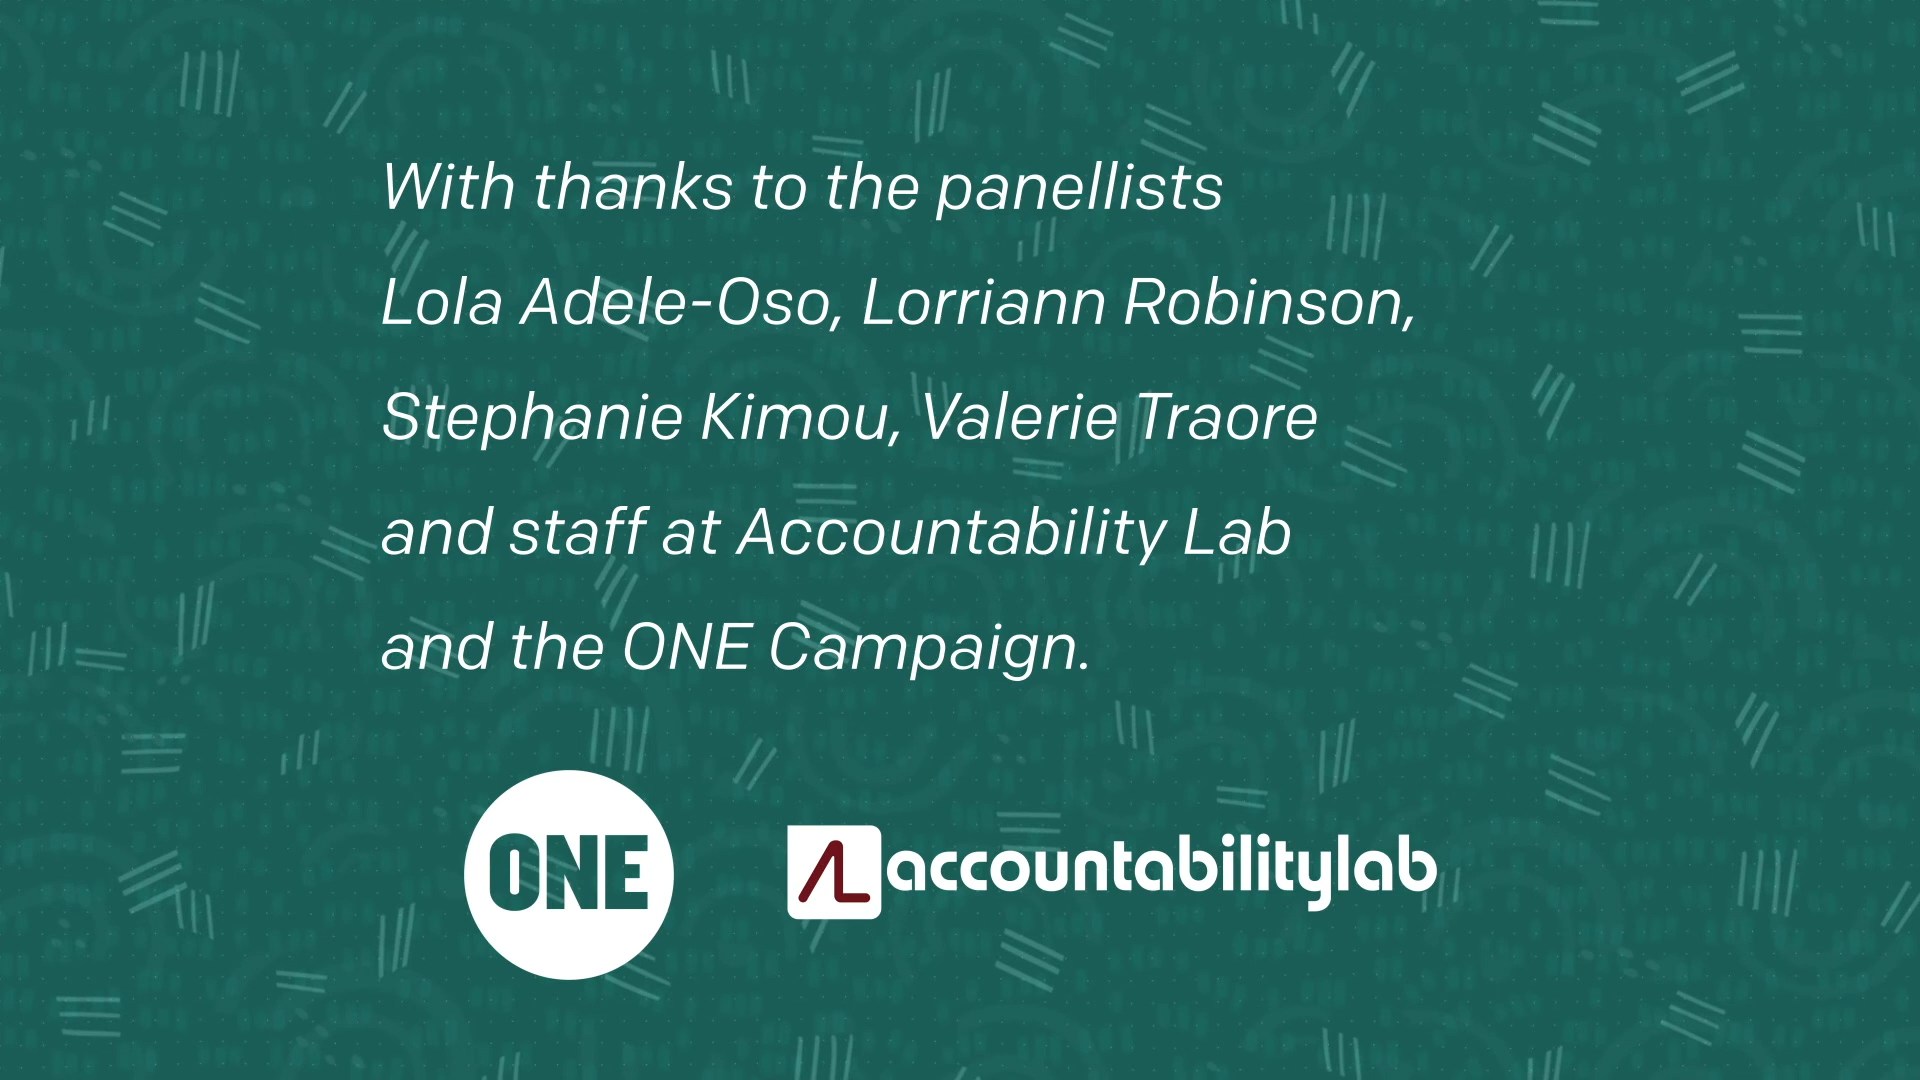 With thanks to the panellists
Lola Adele-Oso, Lorriann Robinson,
Stephanie Kimou, Valerie Traore
and staff at Accountability Lab
and the ONE Campaign.
ONE
accountabilitylab